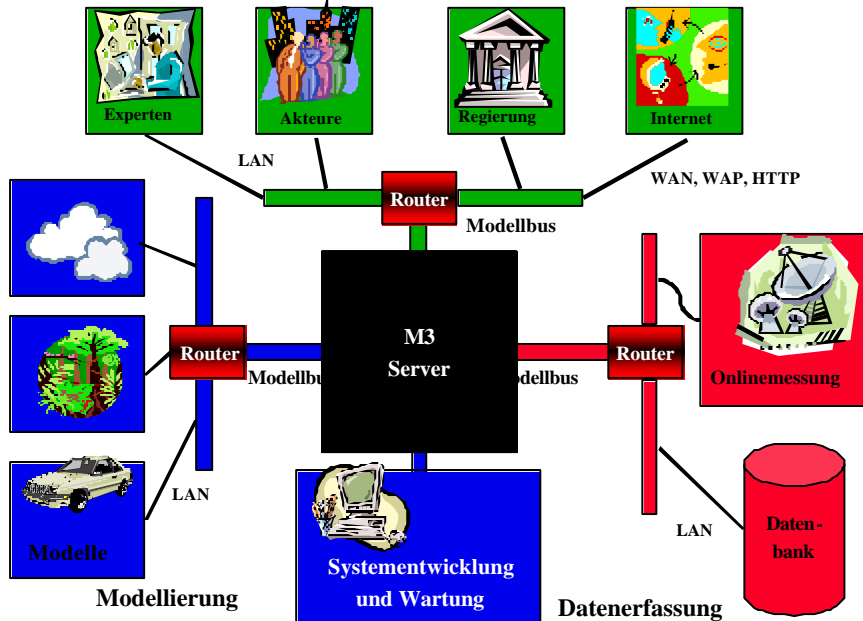 Experten
Akteure
Regierung
Internet
LAN
WAN, WAP, HTTP
Router
Modellbus
M3
Server
Router
Modellbu
odellbus
Router
Onlinemessung
LAN
Modelle
LAN
Daten-
bank
Systementwicklung
und Wartung
Modellierung
Datenerfassung